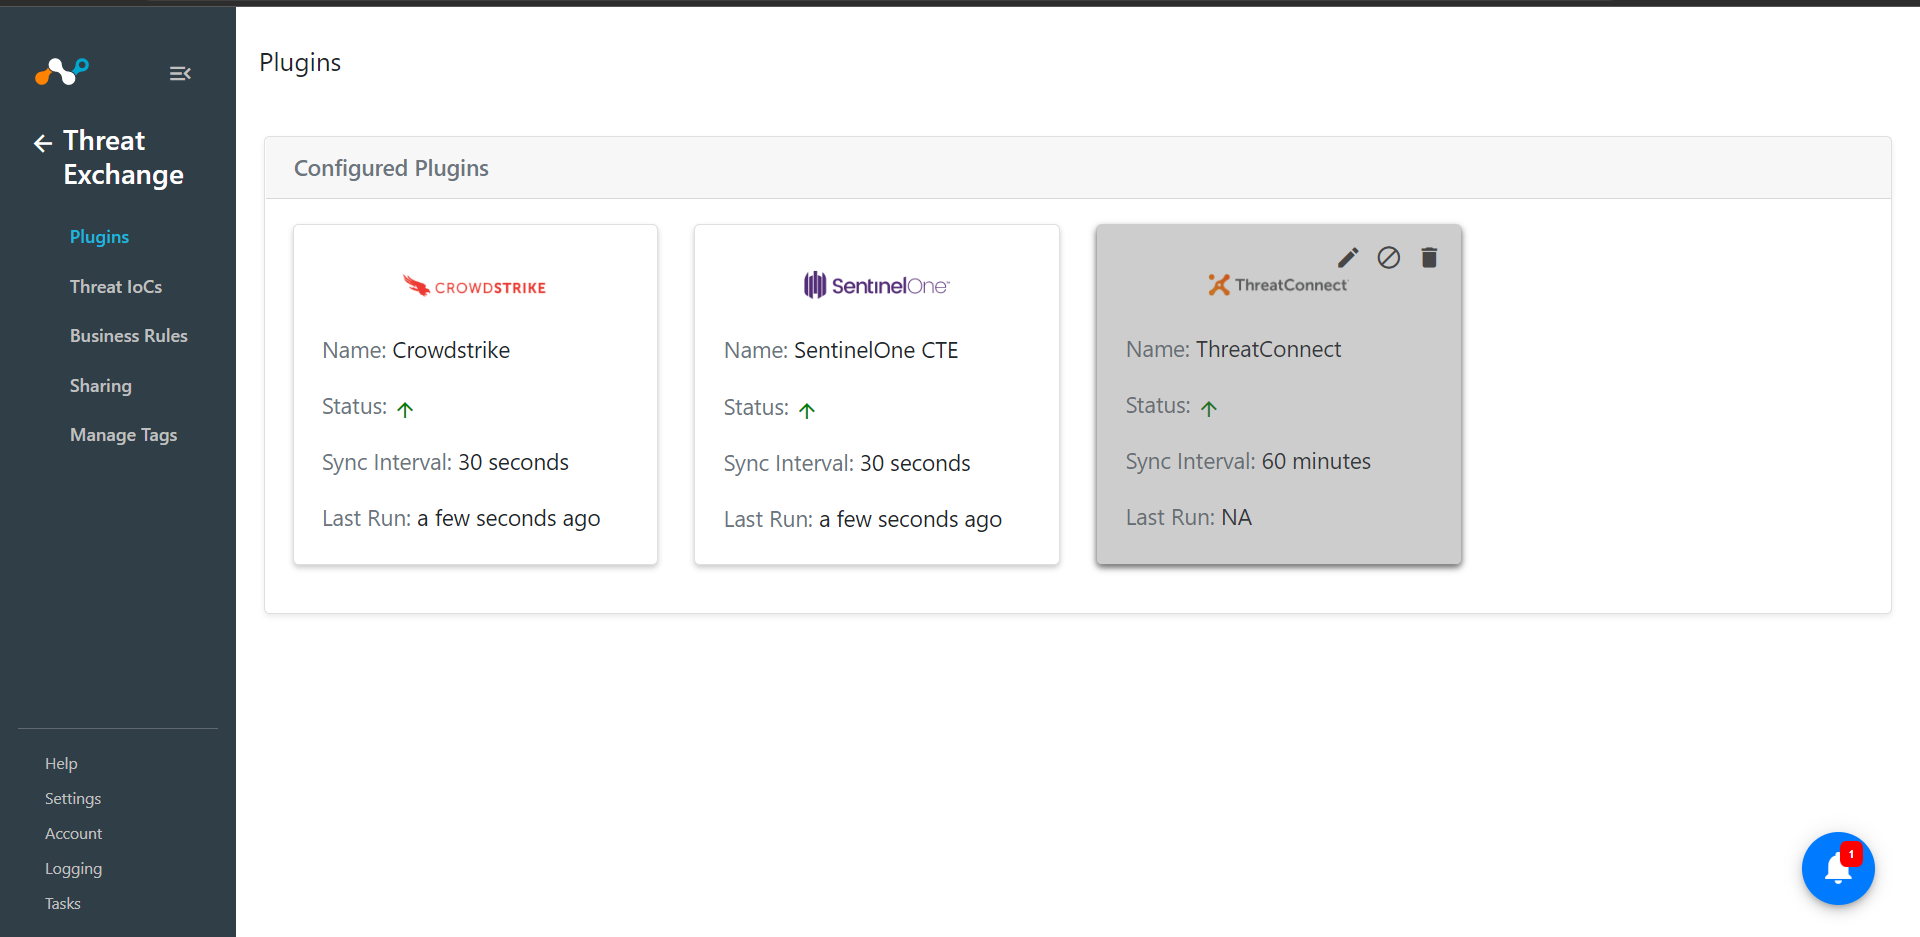 Threat
Exchange
Plugins
Threat IoCs
Business Rules
Sharing
Manage Tags
Help
Settings
Account
Logging
Tasks
Plugins
Configured Plugins
CROWDSTRIKE
Name: Crowdstrike
Status:
Sync Interval: 30 seconds
Last Run: a few seconds ago
SentinelOne™
Name: SentinelOne CTE
Status:
Sync Interval: 30 seconds
Last Run: a few seconds ago
ThreatConnect
Name: ThreatConnect
Status:
Sync Interval: 60 minutes
Last Run: NA
1